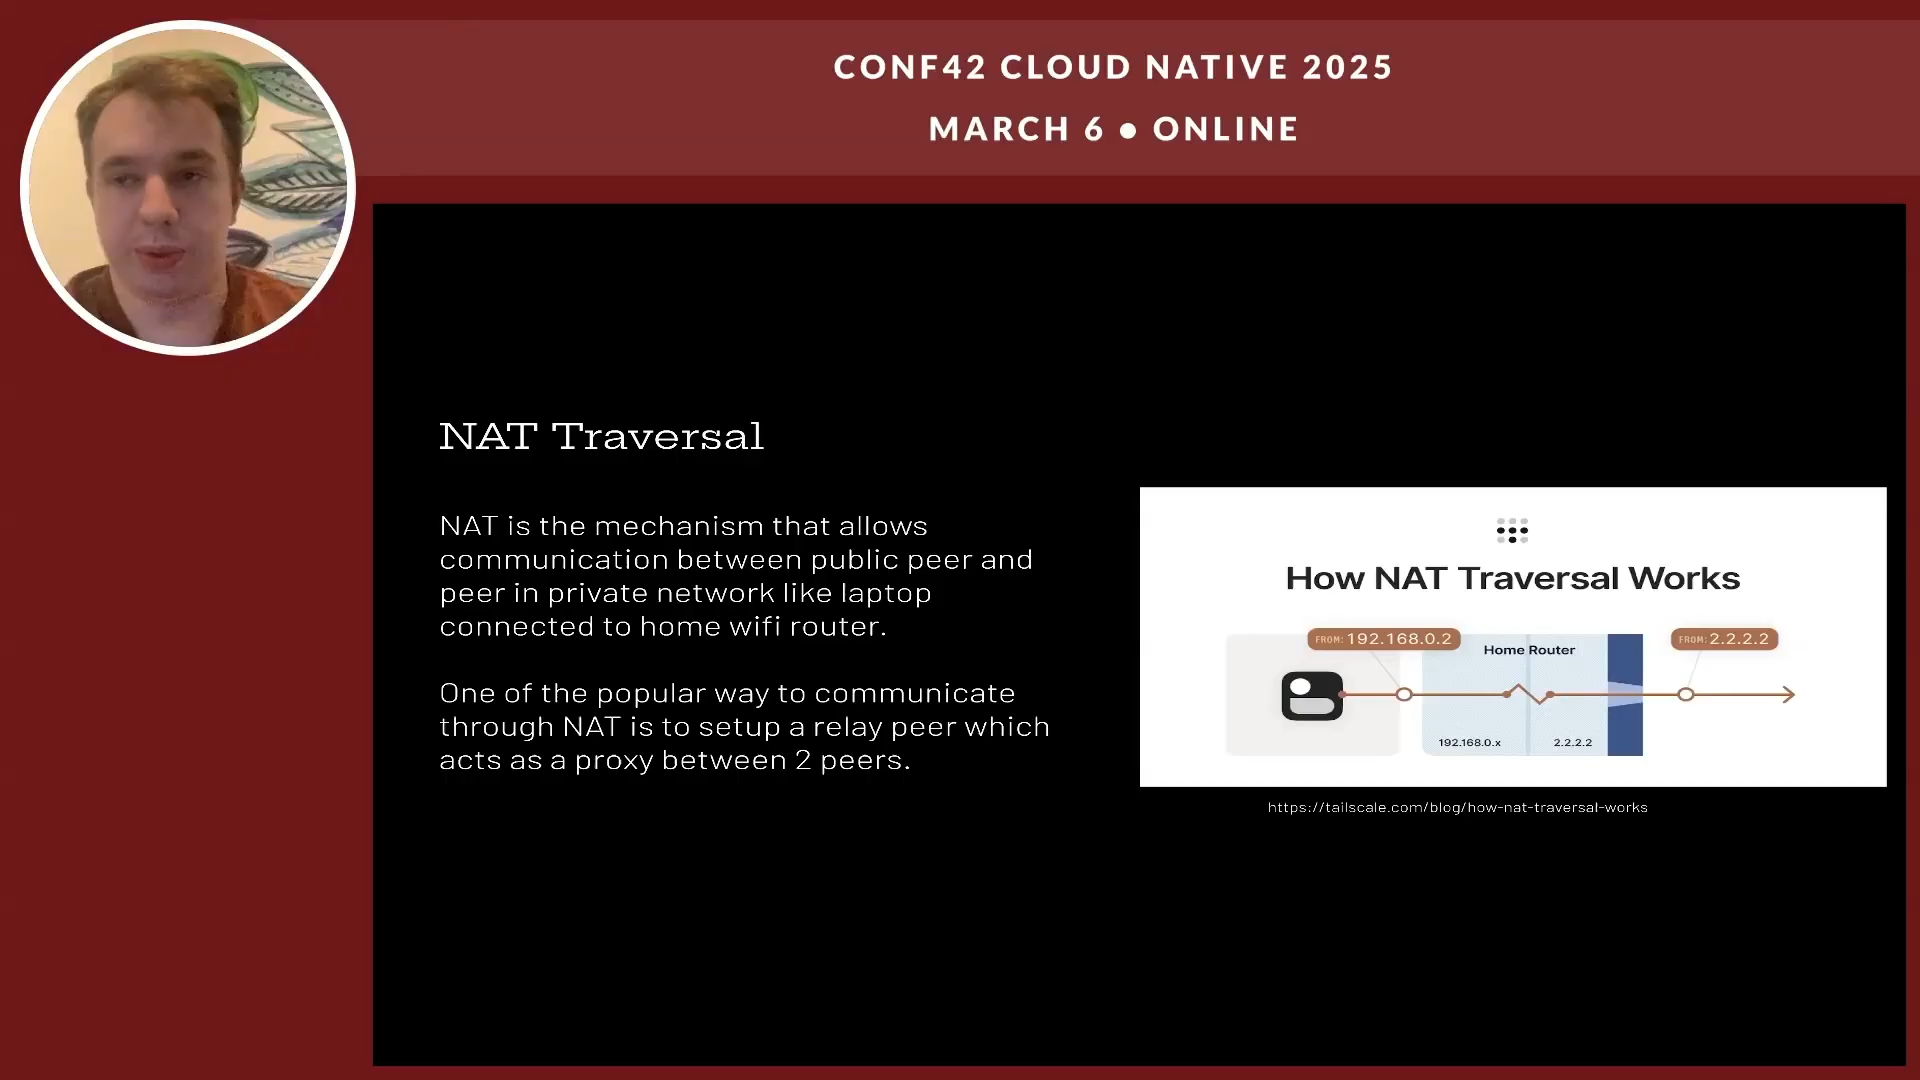 CONF42 CLOUD NATIVE 2025
MARCH 6 ● ONLINE
NAT Traversal
NAT is the mechanism that allows
communication between public peer and
peer in private network like laptop
connected to home wifi router.
One of the popular way to communicate
through NAT is to setup a relay peer which
acts as a proxy between 2 peers.
How NAT Traversal Works
FROM: 192.168.0.2
Home Router
FROM: 2.2.2.2
192.168.0.x
2.2.2.2
https://tailscale.com/blog/how-nat-traversal-works